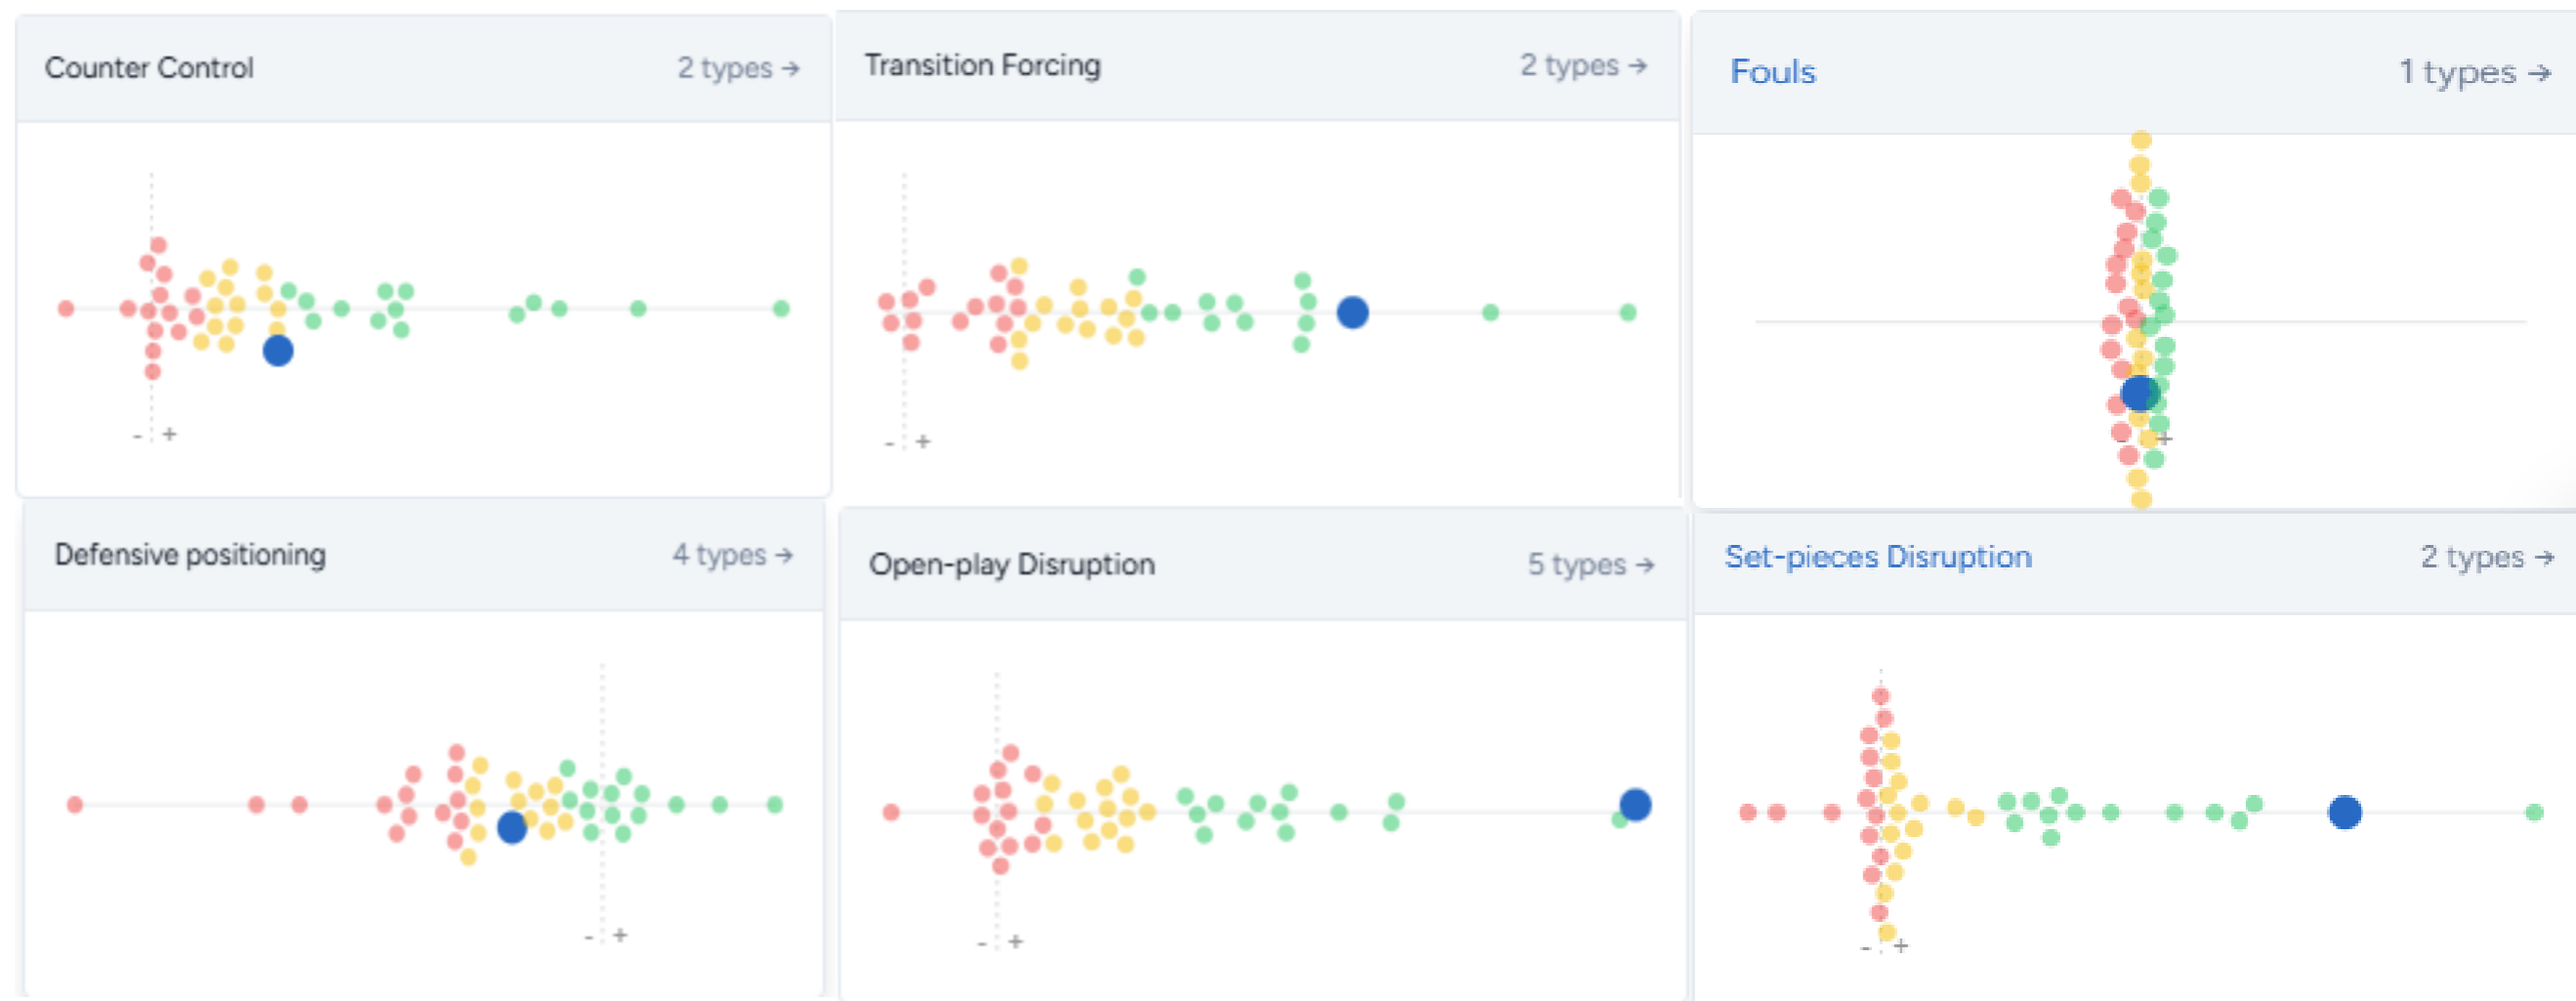 Counter Control 2 types →
Transition Forcing 2 types →
Fouls 1 types →
- +
- +
+
Defensive positioning 4 types →
Open-play Disruption 5 types →
Set-pieces Disruption 2 types →
- +
- +
- +